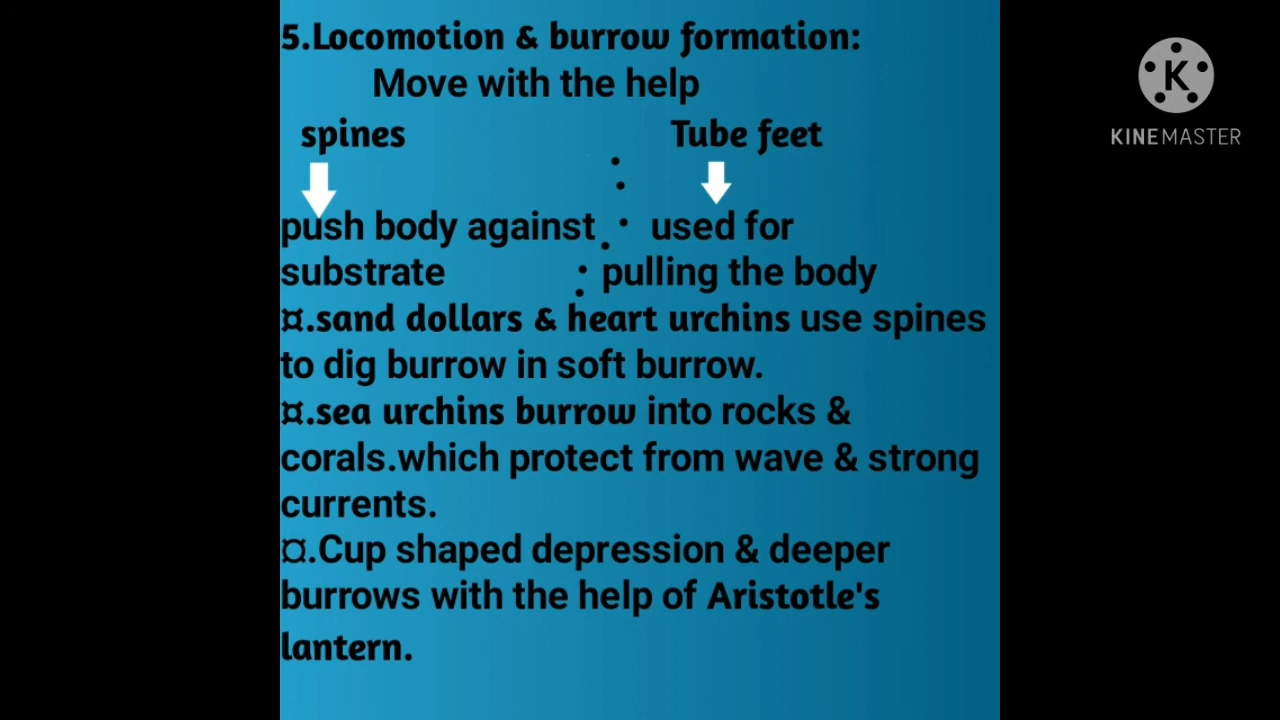 5.Locomotion & burrow formation:
Move with the help
spines Tube feet
push body against used for
substrate pulling the body
¤.sand dollars & heart urchins use spines
to dig burrow in soft burrow.
¤.sea urchins burrow into rocks &
corals.which protect from wave & strong
currents.
¤.Cup shaped depression & deeper
burrows with the help of Aristotle's
lantern.
K
KINEMASTER